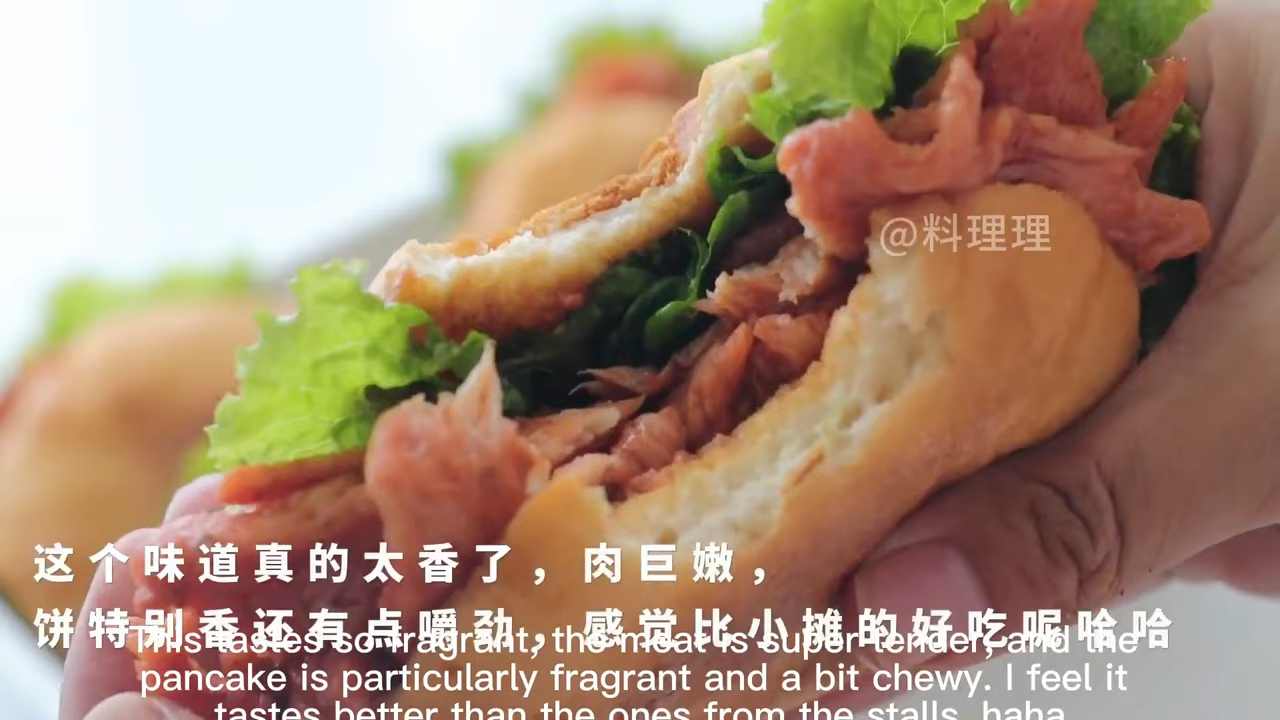 @料理理
这个味道真的太香了，肉巨嫩，
饼特别香还有点嚼劲，感觉比小摊的好吃呢哈哈
This tastes so fragrant, the meat is super tender, and the
pancake is particularly fragrant and a bit chewy. I feel it
tastes better than the ones from the stalls, haha